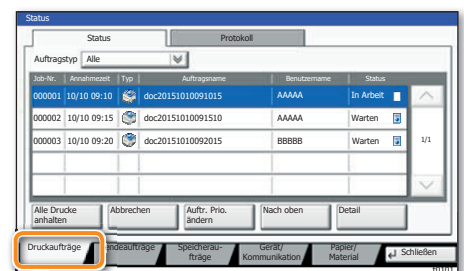 Status
Status Protokoll
Auftragstyp Alle
Job-Nr. Annahmezeit Typ Auftragsname Benutzername Status
000001 10/10 09:10 doc20151010091015 AAAAA In Arbeit
000002 10/10 09:15 doc20151010091510 AAAAA Warten
000003 10/10 09:20 doc20151010092015 BBBBB Warten
1/1
Alle Drucke anhalten Abbrechen Auftr. Prio. ändern Nach oben Detail
Druckaufträge endeaufträge Speicherau-fträge Gerät/Kommunikation Papier/Material Schließen